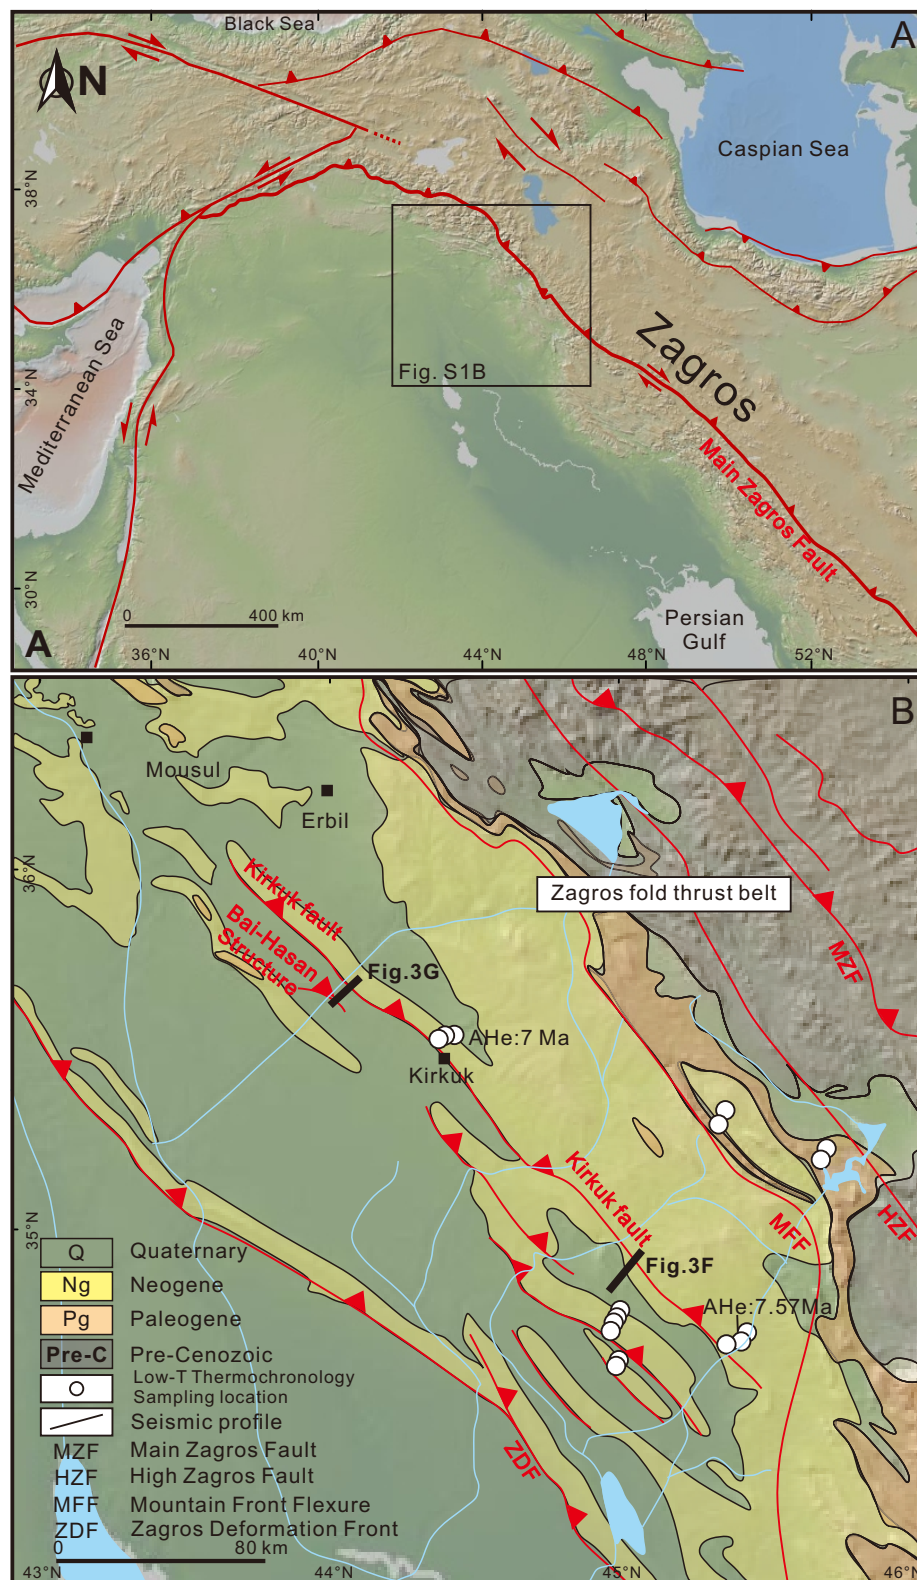 Black Sea
A
N
Caspian Sea
38°N
Mediterranean Sea
Zagros
Fig. S1B
34°N
Main Zagros Fault
30°N
0 400 km
Persian
Gulf
A
36°N 40°N 44°N 48°N 52°N
B
Mousul
Erbil
36°N
Kirkuk fault
Zagros fold thrust belt
Bal-Hasan
Structure
MZF
Fig.3G
AHe:7 Ma
Kirkuk
Kirkuk fault
MFF
HZF
35°N
Fig.3F
AHe:7.57Ma
ZDF
Q Quaternary
Ng Neogene
Pg Paleogene
Pre-C Pre-Cenozoic
Low-T Thermochronology
Sampling location
Seismic profile
MZF Main Zagros Fault
HZF High Zagros Fault
MFF Mountain Front Flexure
ZDF Zagros Deformation Front
0 80 km
43°N 44°N 45°N 46°N